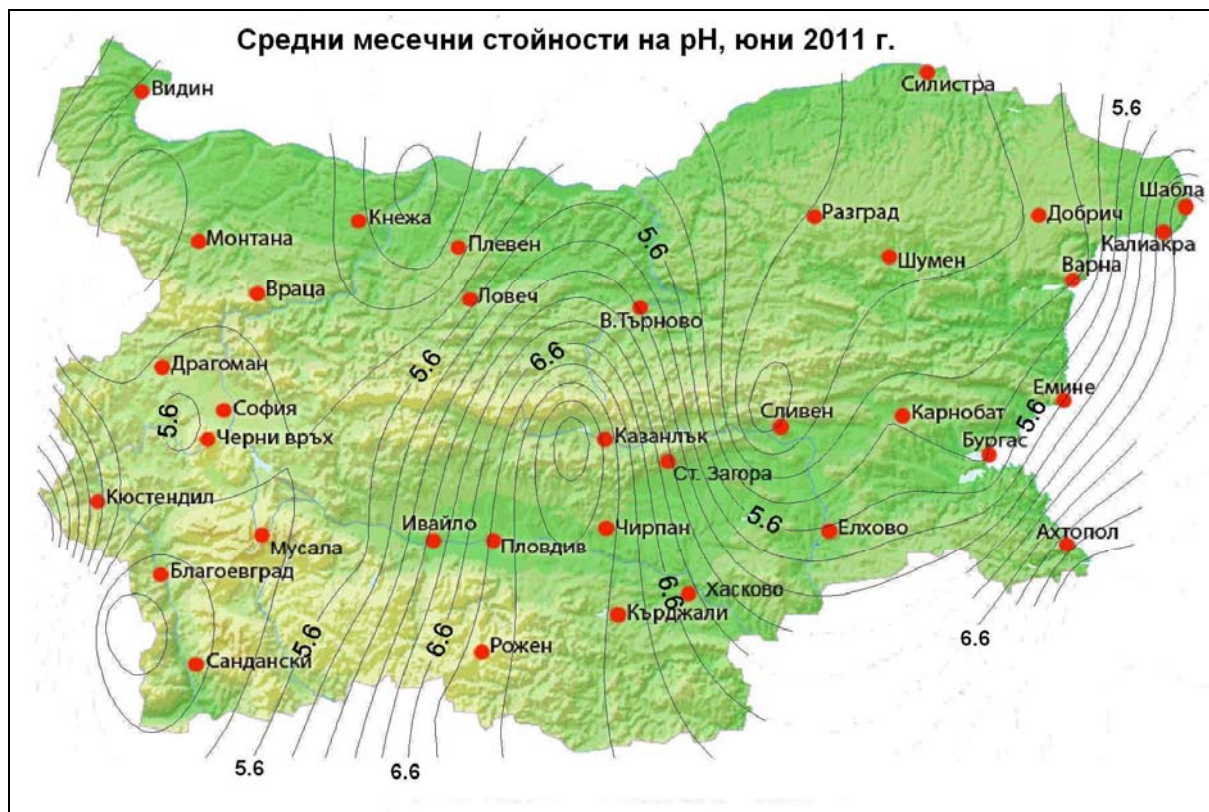 Средни месечни стойности на pH, юни 2011 г.
Видин
Силистра
5.6
Шабла
Кнежа
Разград
Добрич
Монтана
Плевен
5.6
Калиакра
Шумен
Варна
Враца
Ловеч
В.Търново
6.6
5.6
Драгоман
Емине
5.6
София
5.6
Сливен
Карнобат
Черни връх
Казанлък
Бургас
Ст. Загора
Кюстендил
5.6
Ивайло
Чирпан
Елхово
Ахтопол
Мусала
Пловдив
Благоевград
6.6
Хасково
Кърджали
5.6
6.6
Рожен
6.6
Сандански
5.6
6.6